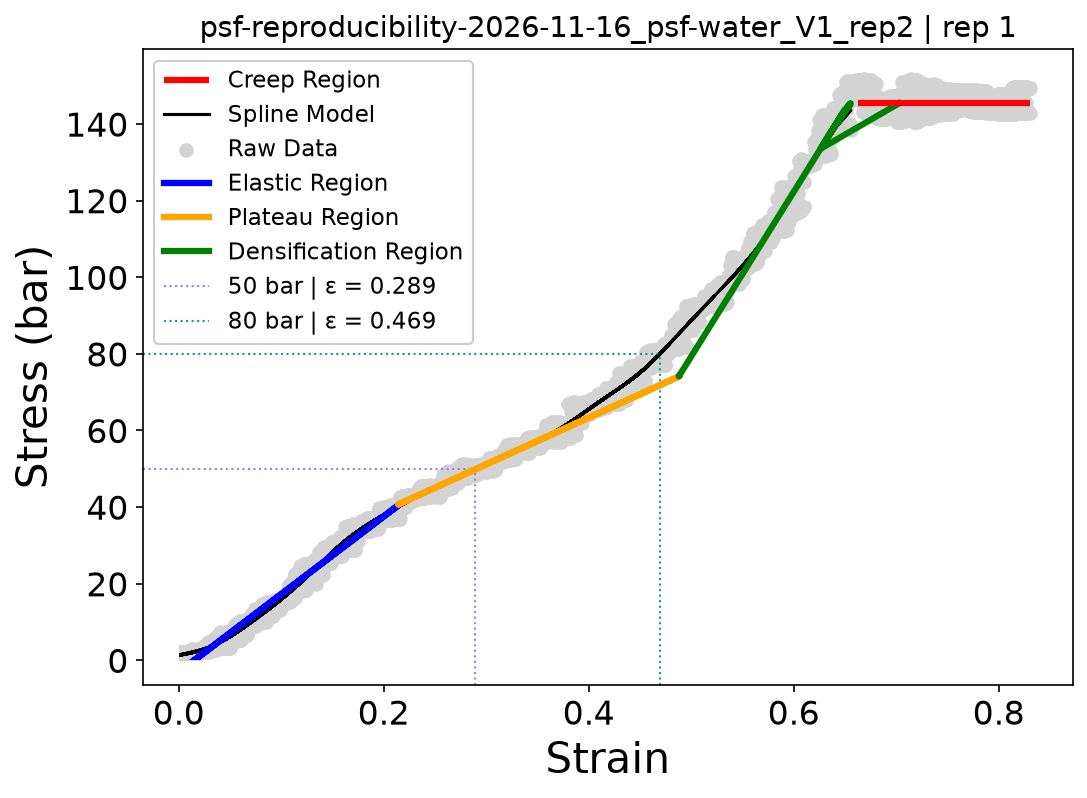 psf-reproducibility-2026-11-16_psf-water_V1_rep2 | rep 1
Creep Region
Spline Model
Raw Data
Elastic Region
Plateau Region
Densification Region
50 bar | ε = 0.289
80 bar | ε = 0.469
Stress (bar)
140
120
100
80
60
40
20
0
0.0 0.2 0.4 0.6 0.8
Strain